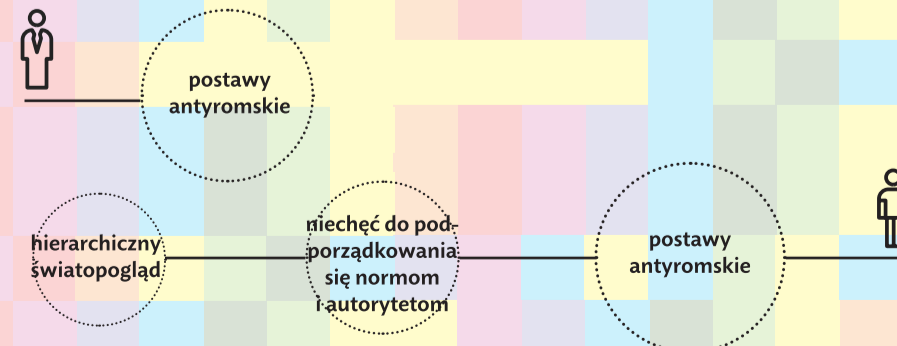 postawy
antyromskie
hierarchiczny
światopogląd
niechęć do pod-
porządkowania
się normom
i autorytetom
postawy
antyromskie